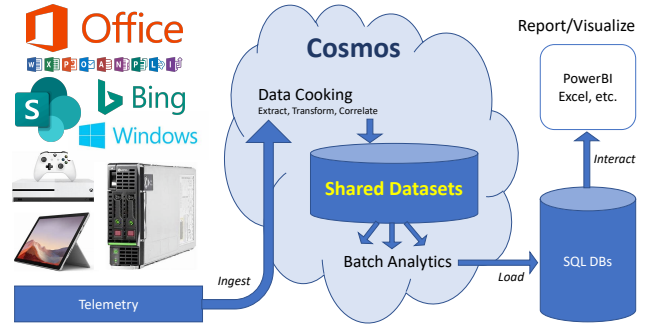 Office
W X P O A N P L I
S
Bing
Windows
Telemetry
Ingest
Cosmos
Data Cooking
Extract, Transform, Correlate
Shared Datasets
Batch Analytics
Load
Report/Visualize
PowerBI
Excel, etc.
Interact
SQL DBs